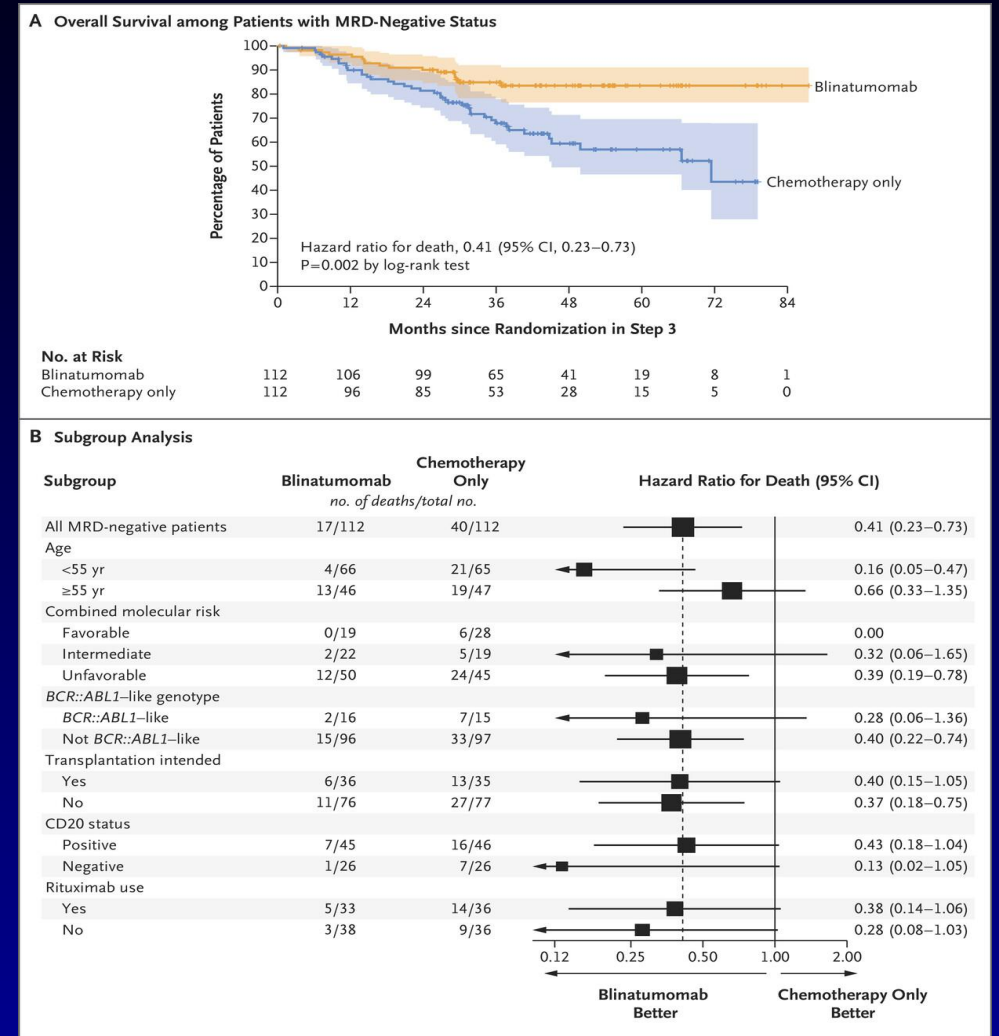 A Overall Survival among Patients with MRD-Negative Status
Percentage of Patients
100
90
80
70
60
50
40
30
20
10
0
Blinatumomab
Chemotherapy only
Hazard ratio for death, 0.41 (95% CI, 0.23–0.73)
P=0.002 by log-rank test
0 12 24 36 48 60 72 84
Months since Randomization in Step 3
No. at Risk
Blinatumomab 112 106 99 65 41 19 8 1
Chemotherapy only 112 96 85 53 28 15 5 0
B Subgroup Analysis
Subgroup Blinatumomab Chemotherapy Only Hazard Ratio for Death (95% CI)
no. of deaths/total no.
All MRD-negative patients 17/112 40/112 0.41 (0.23–0.73)
Age
<55 yr 4/66 21/65 0.16 (0.05–0.47)
≥55 yr 13/46 19/47 0.66 (0.33–1.35)
Combined molecular risk
Favorable 0/19 6/28 0.00
Intermediate 2/22 5/19 0.32 (0.06–1.65)
Unfavorable 12/50 24/45 0.39 (0.19–0.78)
BCR::ABL1–like genotype
BCR::ABL1–like 2/16 7/15 0.28 (0.06–1.36)
Not BCR::ABL1–like 15/96 33/97 0.40 (0.22–0.74)
Transplantation intended
Yes 6/36 13/35 0.40 (0.15–1.05)
No 11/76 27/77 0.37 (0.18–0.75)
CD20 status
Positive 7/45 16/46 0.43 (0.18–1.04)
Negative 1/26 7/26 0.13 (0.02–1.05)
Rituximab use
Yes 5/33 14/36 0.38 (0.14–1.06)
No 3/38 9/36 0.28 (0.08–1.03)
0.12 0.25 0.50 1.00 2.00
Blinatumomab Better
Chemotherapy Only Better